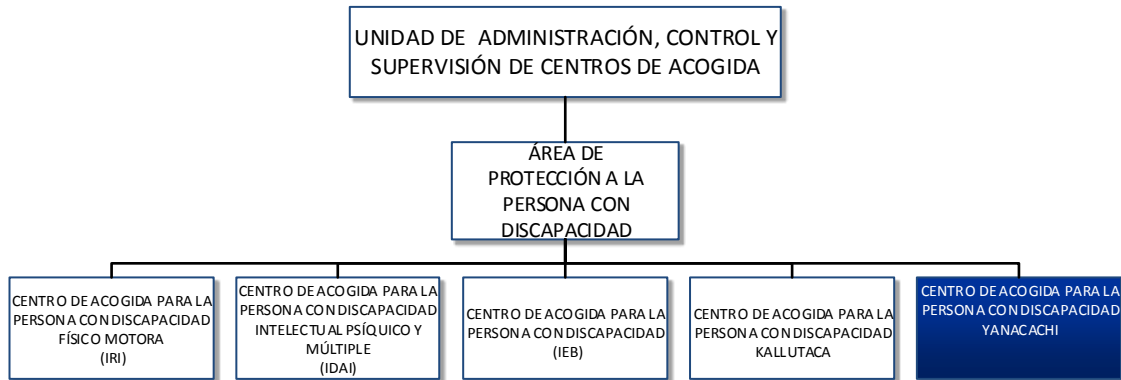 UNIDAD DE ADMINISTRACIÓN, CONTROL Y
SUPERVISIÓN DE CENTROS DE ACOGIDA
ÁREA DE
PROTECCIÓN A LA
PERSONA CON
DISCAPACIDAD
CENTRO DE ACOGIDA PARA LA
PERSONA CON DISCAPACIDAD
FÍSICO MOTORA
(IRI)
CENTRO DE ACOGIDA PARA LA
PERSONA CON DISCAPACIDAD
INTELECTUAL PSÍQUICO Y
MÚLTIPLE
(IDAI)
CENTRO DE ACOGIDA PARA LA
PERSONA CON DISCAPACIDAD
(IEB)
CENTRO DE ACOGIDA PARA LA
PERSONA CON DISCAPACIDAD
KALLUTACA
CENTRO DE ACOGIDA PARA LA
PERSONA CON DISCAPACIDAD
YANACACHI